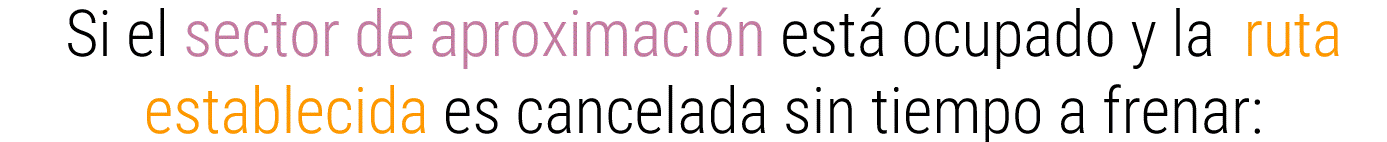 Si el sector de aproximación está ocupado y la ruta
establecida es cancelada sin tiempo a frenar: